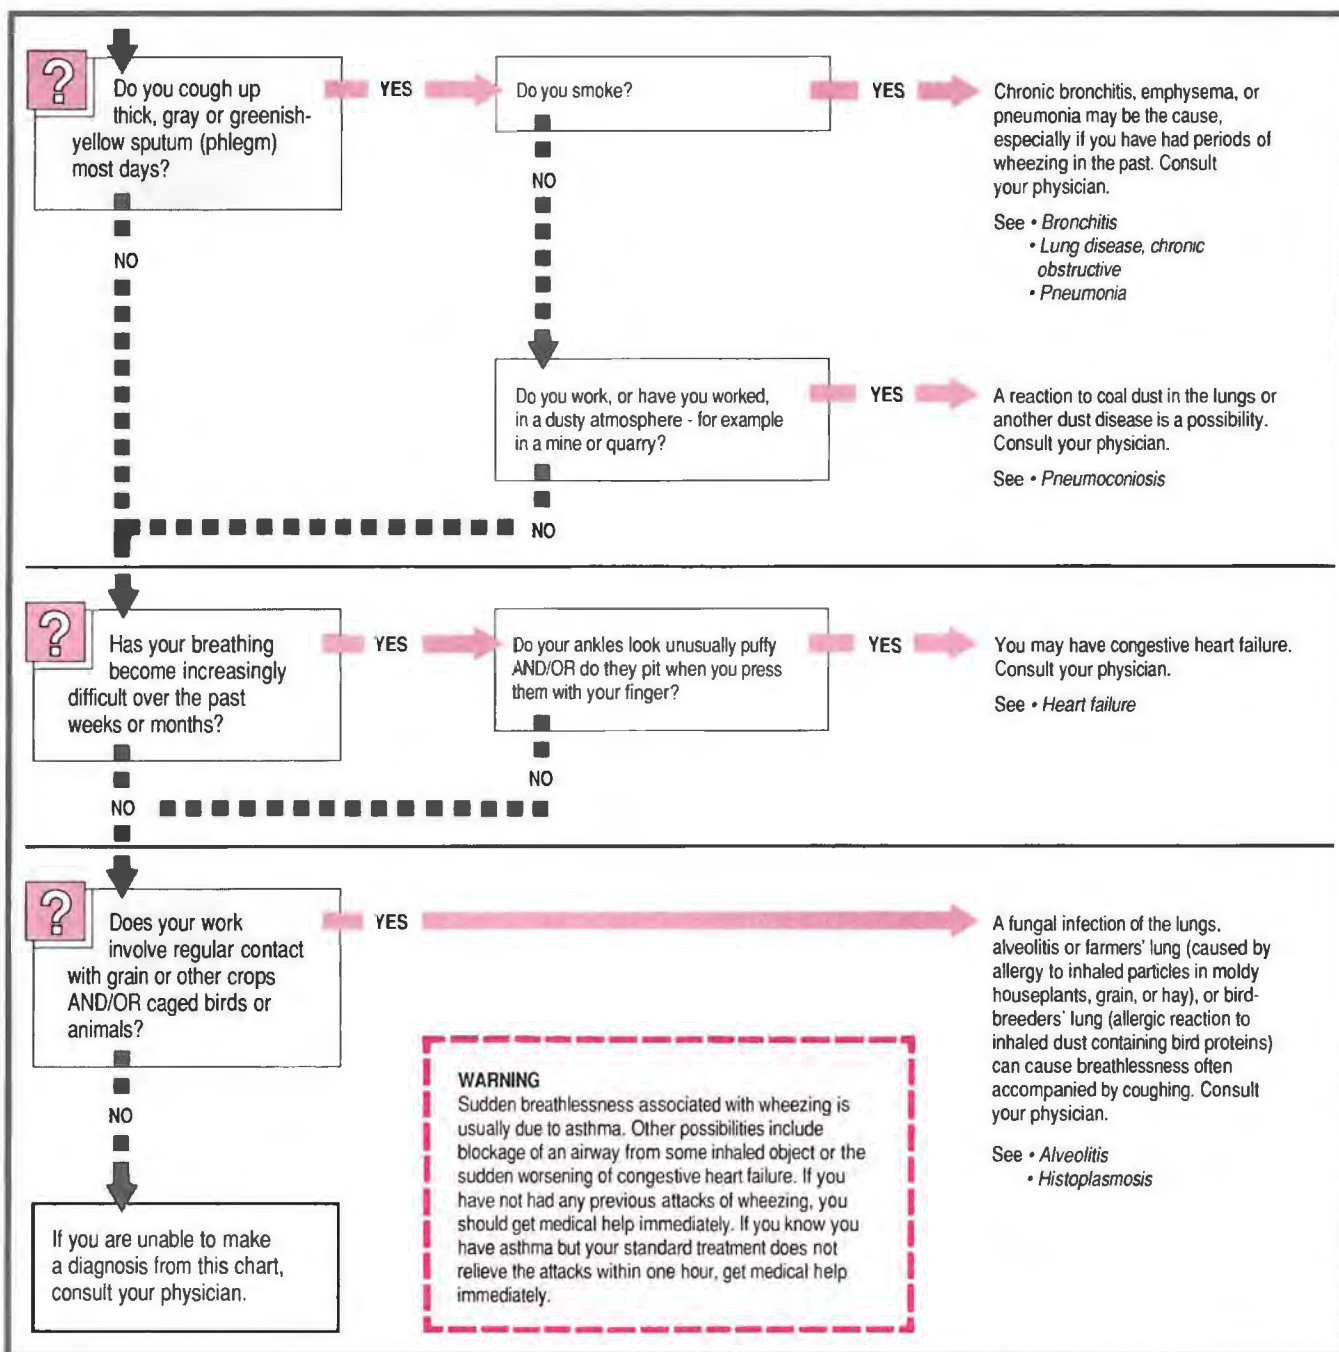 ?
Do you cough up
thick, gray or greenish-
yellow sputum (phlegm)
most days?
YES
Do you smoke?
YES
Chronic bronchitis, emphysema, or
pneumonia may be the cause,
especially if you have had periods of
wheezing in the past. Consult
your physician.
See • Bronchitis
• Lung disease, chronic
obstructive
• Pneumonia
NO
NO
Do you work, or have you worked,
in a dusty atmosphere - for example
in a mine or quarry?
YES
A reaction to coal dust in the lungs or
another dust disease is a possibility.
Consult your physician.
See • Pneumoconiosis
NO
?
Has your breathing
become increasingly
difficult over the past
weeks or months?
YES
Do your ankles look unusually puffy
AND/OR do they pit when you press
them with your finger?
YES
You may have congestive heart failure.
Consult your physician.
See • Heart failure
NO
NO
?
Does your work
involve regular contact
with grain or other crops
AND/OR caged birds or
animals?
YES
A fungal infection of the lungs,
alveolitis or farmers' lung (caused by
allergy to inhaled particles in moldy
houseplants, grain, or hay), or bird-
breeders' lung (allergic reaction to
inhaled dust containing bird proteins)
can cause breathlessness often
accompanied by coughing. Consult
your physician.
See • Alveolitis
• Histoplasmosis
NO
If you are unable to make
a diagnosis from this chart,
consult your physician.
WARNING
Sudden breathlessness associated with wheezing is
usually due to asthma. Other possibilities include
blockage of an airway from some inhaled object or the
sudden worsening of congestive heart failure. If you
have not had any previous attacks of wheezing, you
should get medical help immediately. If you know you
have asthma but your standard treatment does not
relieve the attacks within one hour, get medical help
immediately.